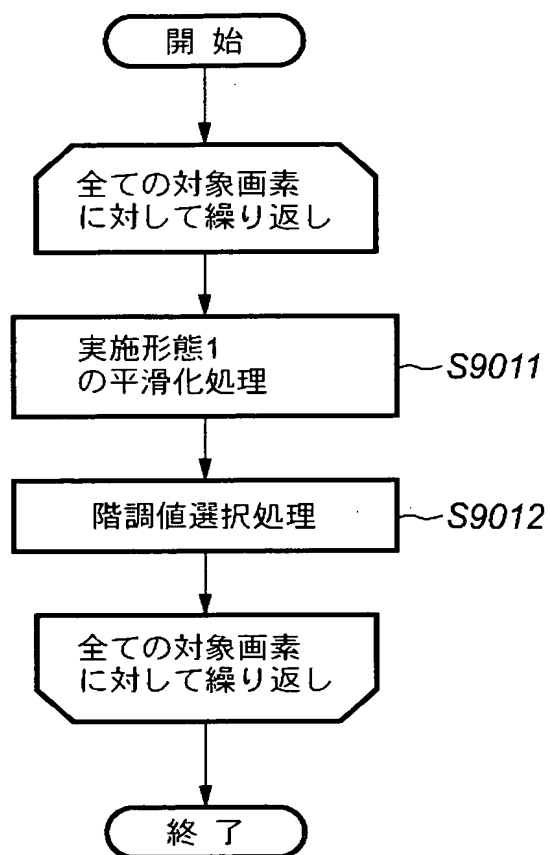 開始
全ての対象画素
に対して繰り返し
実施形態1
の平滑化処理
S9011
階調値選択処理
S9012
全ての対象画素
に対して繰り返し
終了